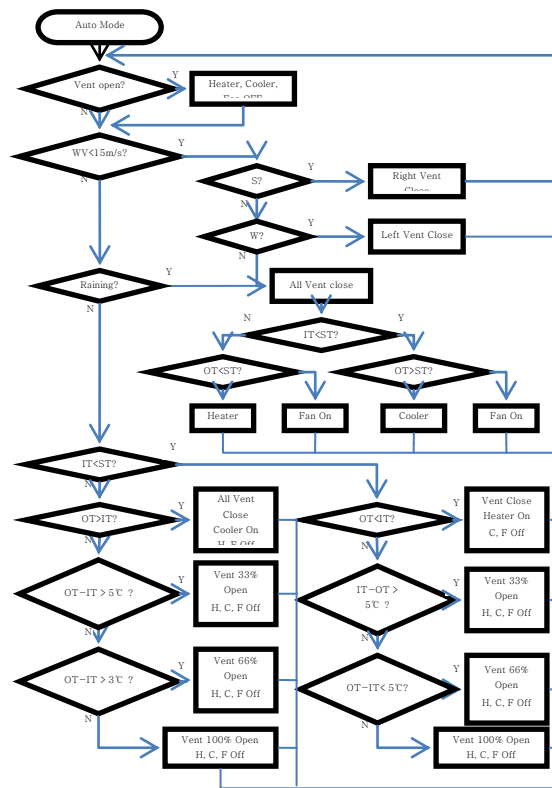 Auto Mode
Y
Vent open?
Heater, Cooler,
Fan OFF
N
Y
WV<15m/s?
Y
N
S?
Right Vent
Close
N
Y
W?
Left Vent Close
N
Y
Raining?
All Vent close
N
N
Y
IT<ST?
OT<ST?
OT>ST?
Heater
Fan On
Cooler
Fan On
Y
IT<ST?
N
Y
All Vent
Close
Cooler On
H, F Off
OT>IT?
N
Y
Vent Close
Heater On
C, F Off
OT<IT?
N
Y
Vent 33%
Open
H, C, F Off
OT-IT > 5℃ ?
N
Y
Vent 33%
Open
H, C, F Off
IT-OT >
5℃ ?
N
Y
Vent 66%
Open
H, C, F Off
OT-IT > 3℃ ?
N
Y
Vent 66%
Open
H, C, F Off
OT-IT< 5℃?
N
Vent 100% Open
H, C, F Off
Vent 100% Open
H, C, F Off